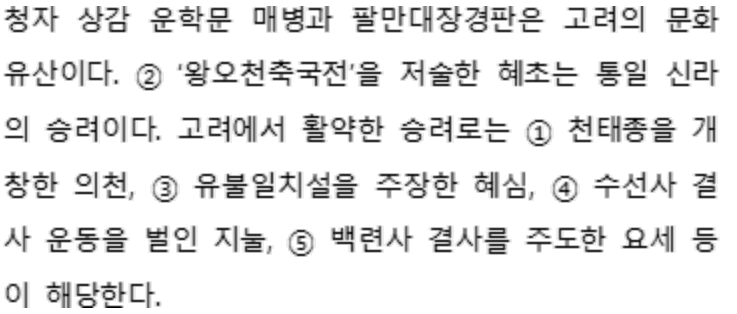 청자 상감 운학문 매병과 팔만대장경판은 고려의 문화
유산이다. ② ‘왕오천축국전’을 저술한 혜초는 통일 신라
의 승려이다. 고려에서 활약한 승려로는 ① 천태종을 개
창한 의천, ③ 유불일치설을 주장한 혜심, ④ 수선사 결
사 운동을 벌인 지눌, ⑤ 백련사 결사를 주도한 요세 등
이 해당한다.